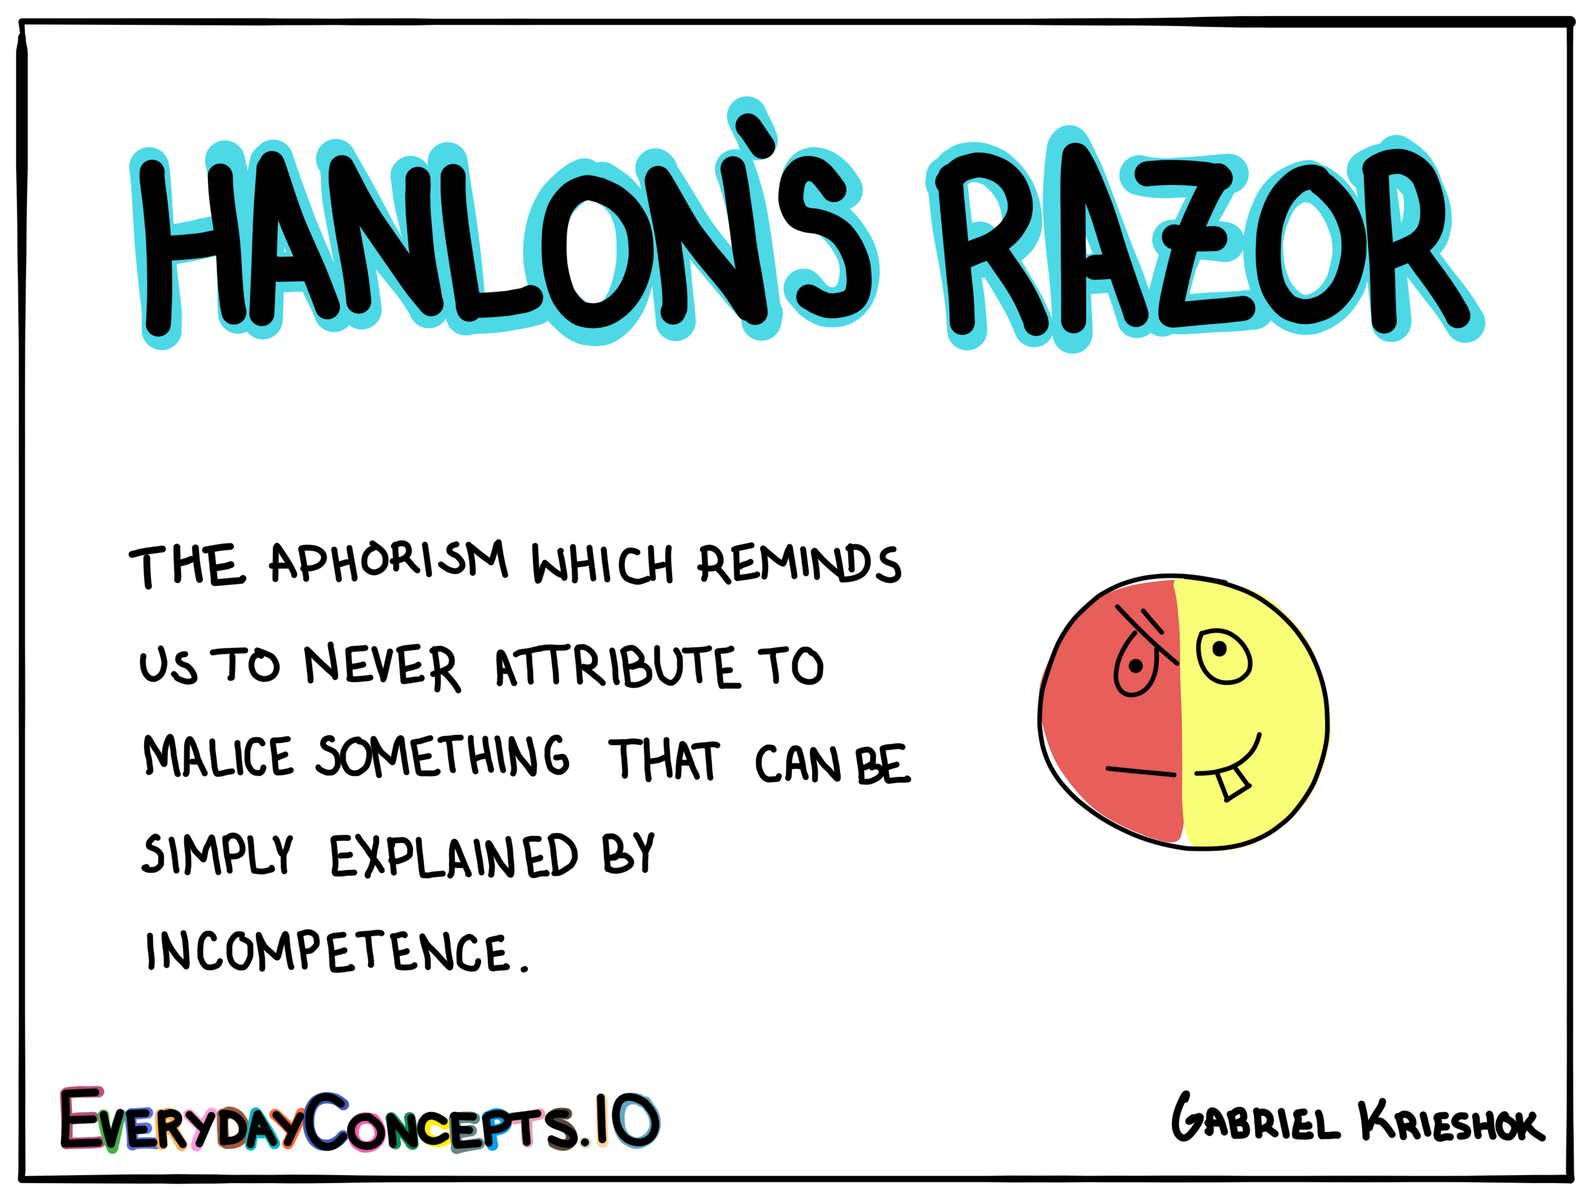 HANLON'S RAZOR
THE APHORISM WHICH REMINDS
US TO NEVER ATTRIBUTE TO
MALICE SOMETHING THAT CAN BE
SIMPLY EXPLAINED BY
INCOMPETENCE.
EVERYDAYCONCEPTS.IO
GABRIEL KRIESHOK